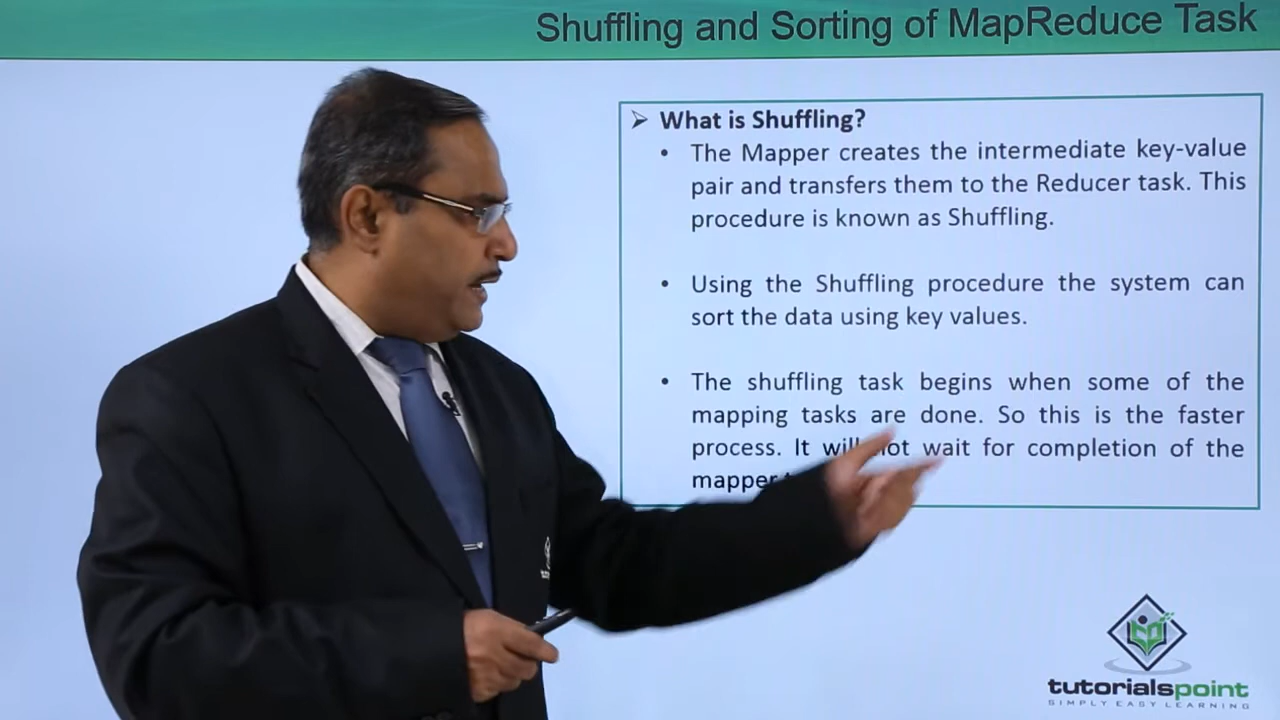 Shuffling and Sorting of MapReduce Task
What is Shuffling?
The Mapper creates the intermediate key-value
pair and transfers them to the Reducer task. This
procedure is known as Shuffling.
Using the Shuffling procedure the system can
sort the data using key values.
The shuffling task begins when some of the
mapping tasks are done. So this is the faster
process. It will not wait for completion of the
mapper
tutorialspoint
SIMPLY EASY LEARNING